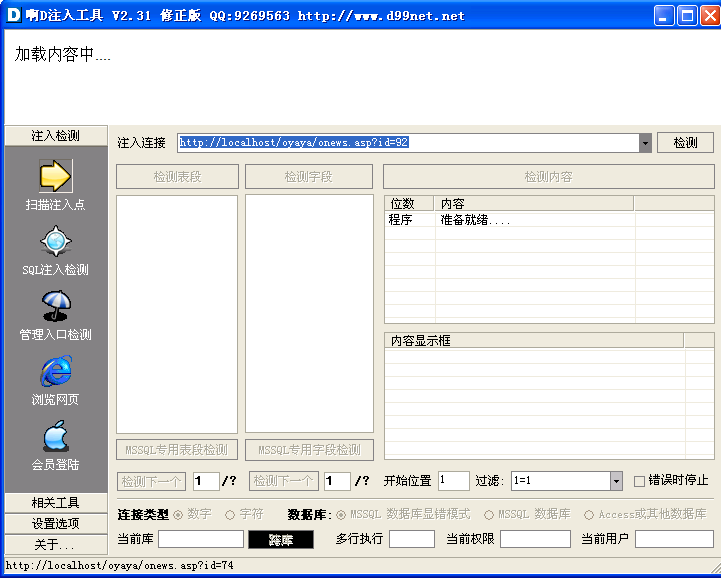 啊D注入工具 V2.31 修正版 QQ:9269563 http://www.d99net.net
加载内容中....
注入检测
注入连接 http://localhost/oyaya/onews.asp?id=92 检测
检测表段 检测字段 检测内容
扫描注入点
位数 内容
程序 准备就绪....
SQL注入检测
管理入口检测
内容显示框
浏览网页
会员登陆
MSSQL专用表段检测 MSSQL专用字段检测
检测下一个 1 /? 检测下一个 1 /? 开始位置 1 过滤: 1=1 错误时停止
相关工具
设置选项
关于...
连接类型 数字 字符 数据库: MSSQL 数据库显错模式 MSSQL 数据库 Access或其他数据库
当前库 跨库 多行执行 当前权限 当前用户
http://localhost/oyaya/onews.asp?id=74